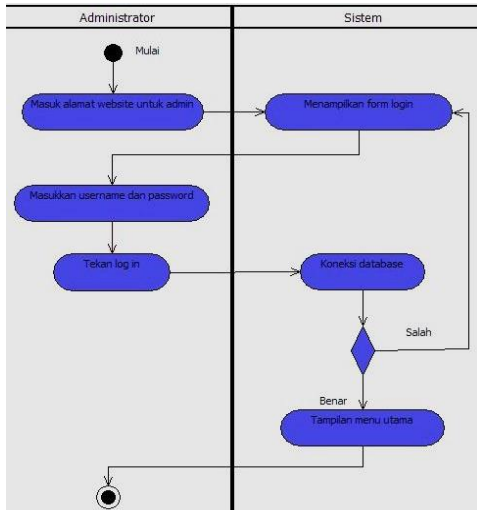 Administrator
Sistem
Mulai
Masuk alamat website untuk admin
Menampilkan form login
Masukkan username dan password
Tekan log in
Koneksi database
Salah
Benar
Tampilan menu utama